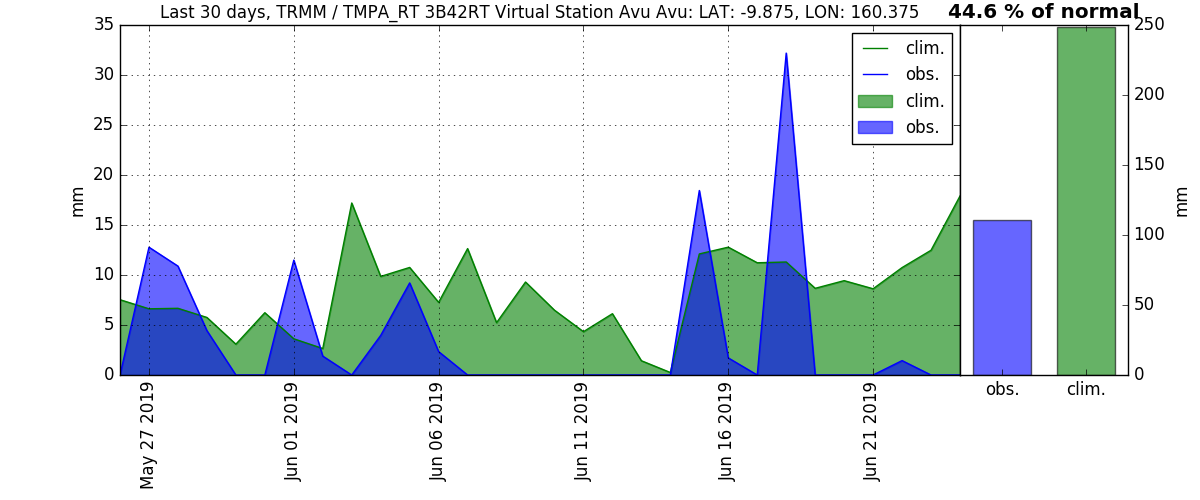 Last 30 days, TRMM / TMPA_RT 3B42RT Virtual Station Avu Avu: LAT: -9.875, LON: 160.375
44.6 % of normal
35
30
25
20
15
10
5
0
mm
clim.
obs.
clim.
obs.
May 27 2019
Jun 01 2019
Jun 06 2019
Jun 11 2019
Jun 16 2019
Jun 21 2019
250
200
150
100
50
0
mm
obs.
clim.